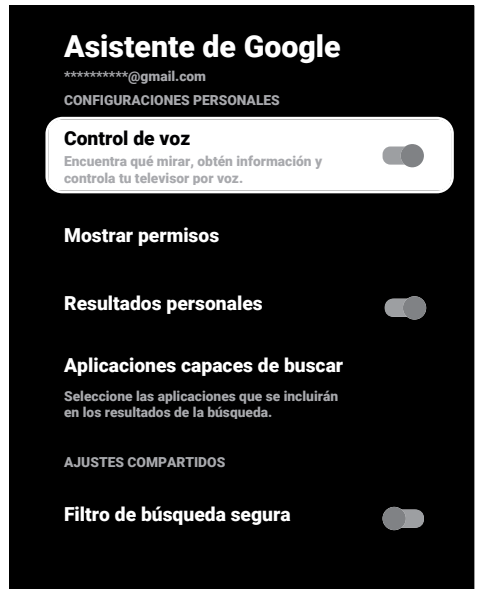 Asistente de Google
**********@gmail.com
CONFIGURACIONES PERSONALES
Control de voz
Encuentra qué mirar, obtén información y
controla tu televisor por voz.
Mostrar permisos
Resultados personales
Aplicaciones capaces de buscar
Seleccione las aplicaciones que se incluirán
en los resultados de la búsqueda.
AJUSTES COMPARTIDOS
Filtro de búsqueda segura